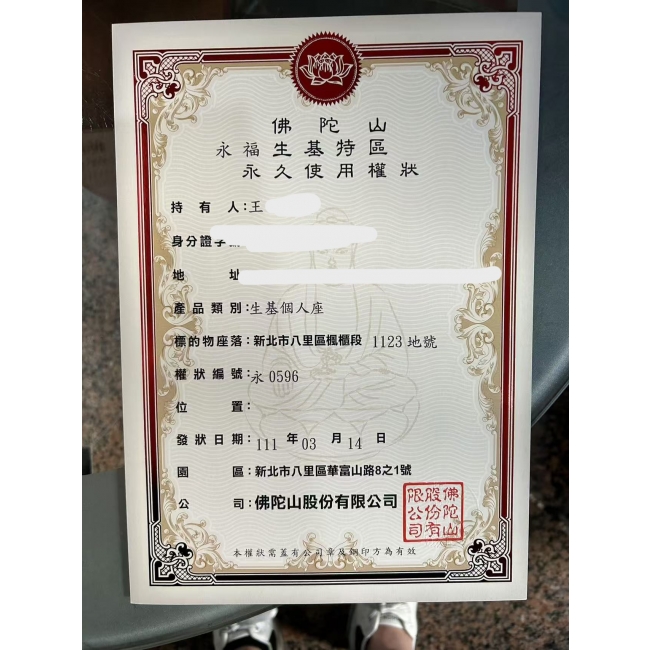 佛陀山
永福生基特區
永久使用權狀
持有人:王
身分證字
地址
產品類別:生基個人座
標的物座落:新北市八里區楓櫃段 1123 地號
權狀編號:永 0596
位置:
發狀日期:111 年 03 月 14 日
園區:新北市八里區華富山路8之1號
公司:佛陀山股份有限公司
佛陀山
股份有
限公司
本權狀需蓋有公司章及鋼印方為有效